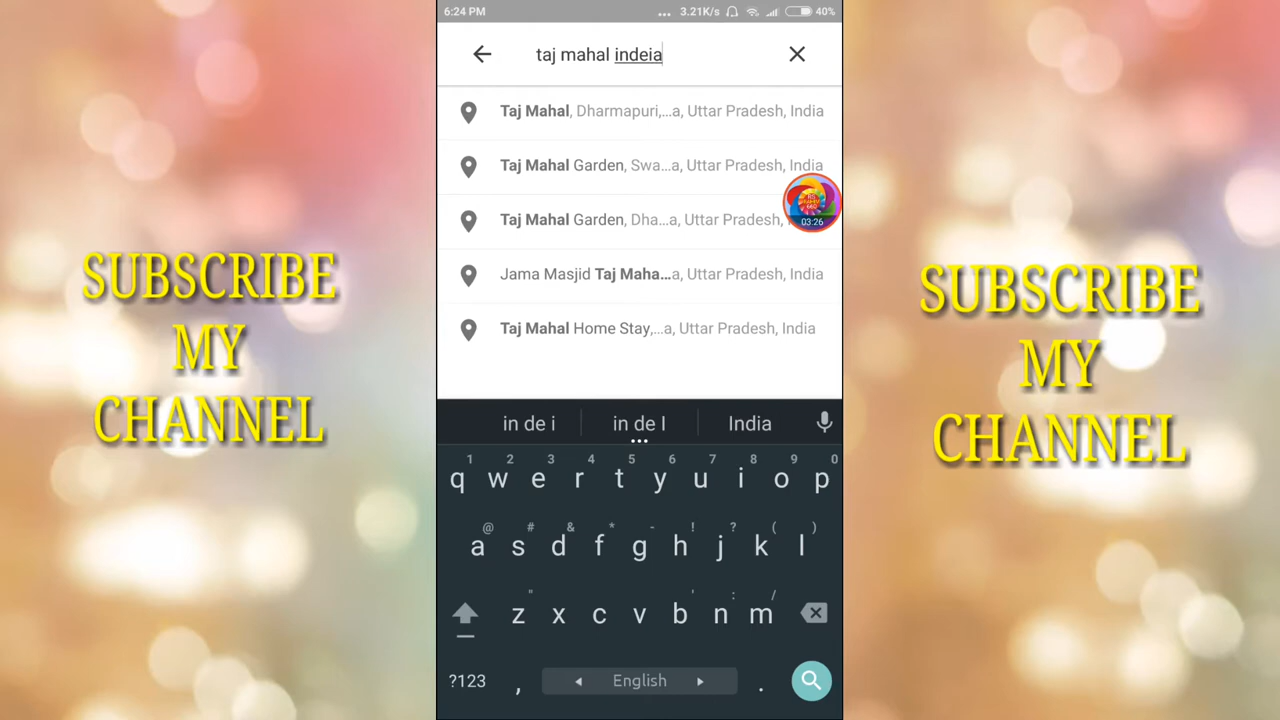 6:24 PM ... 3.21K/s 40%
taj mahal indeia
Taj Mahal, Dharmapuri,...a, Uttar Pradesh, India
Taj Mahal Garden, Swa...a, Uttar Pradesh, India
Taj Mahal Garden, Dha...a, Uttar Pradesh,
03:26
Jama Masjid Taj Maha...a, Uttar Pradesh, India
Taj Mahal Home Stay,...a, Uttar Pradesh, India
SUBSCRIBE
MY
CHANNEL
SUBSCRIBE
MY
CHANNEL
in de i in de I India
1 2 3 4 5 6 7 8 9 0
q w e r t y u i o p
@ # & * - ! ? ( )
a s d f g h j k l
" ' : /
z x c v b n m
?123 , English .